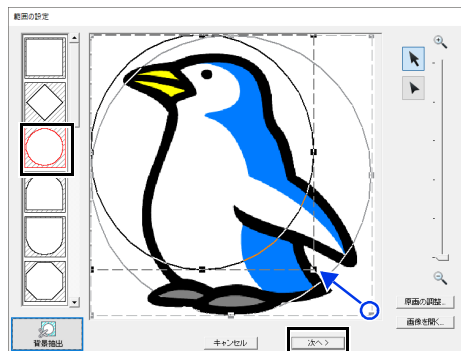 範囲の設定
原画の調整...
画像を開く...
背景抽出
キャンセル
次へ >